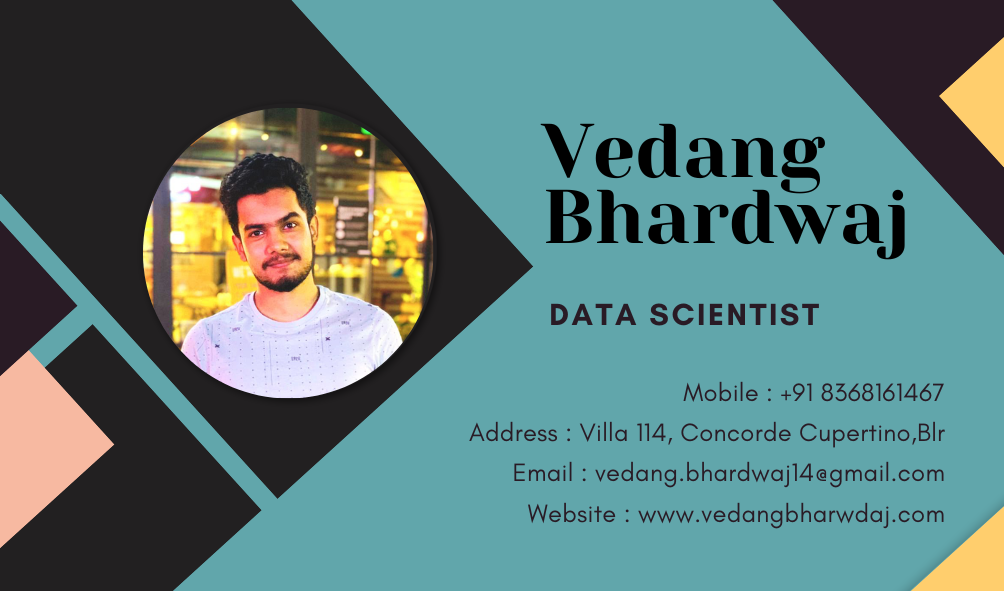 Vedang
Bhardwaj
DATA SCIENTIST
Mobile : +91 8368161467
Address : Villa 114, Concorde Cupertino,Blr
Email : vedang.bhardwaj14@gmail.com
Website : www.vedangbharwdaj.com